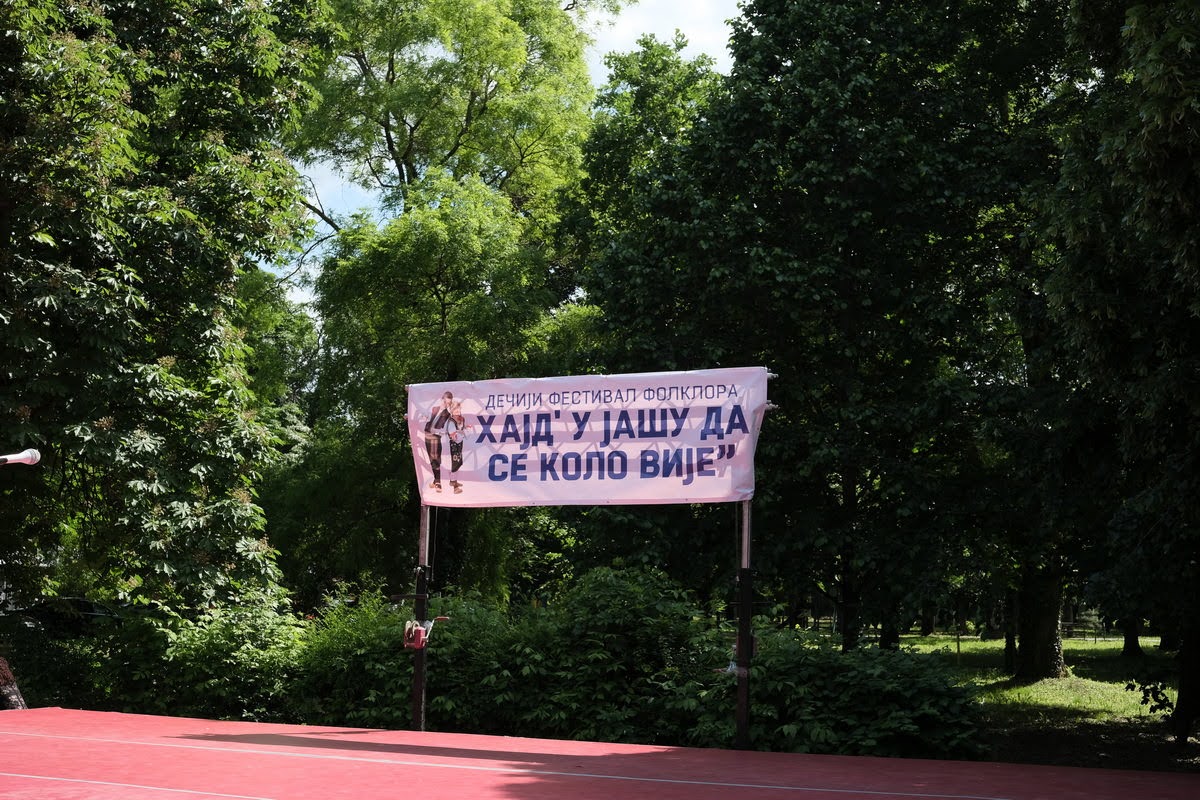 ДЕЧИЈИ ФЕСТИВАЛ ФОЛКЛОРА
ХАЈД' У ЈАШУ ДА
СЕ КОЛО ВИЈЕ"